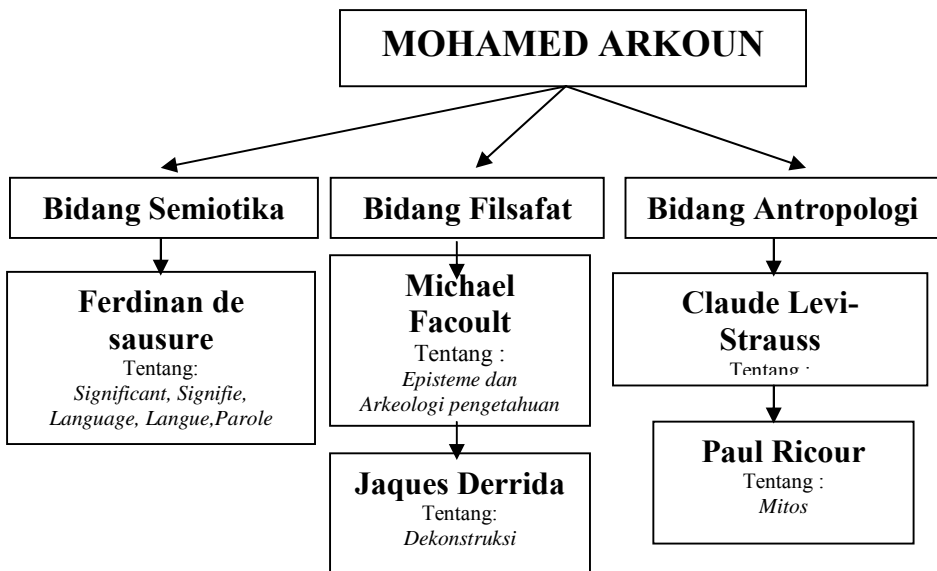 MOHAMED ARKOUN
Bidang Semiotika
Bidang Filsafat
Bidang Antropologi
Ferdinan de
sausure
Tentang:
Significant, Signifie,
Language, Langue,Parole
Michael
Facoult
Tentang :
Episteme dan
Arkeologi pengetahuan
Jaques Derrida
Tentang:
Dekonstruksi
Claude Levi-
Strauss
Tentang :
Paul Ricour
Tentang :
Mitos